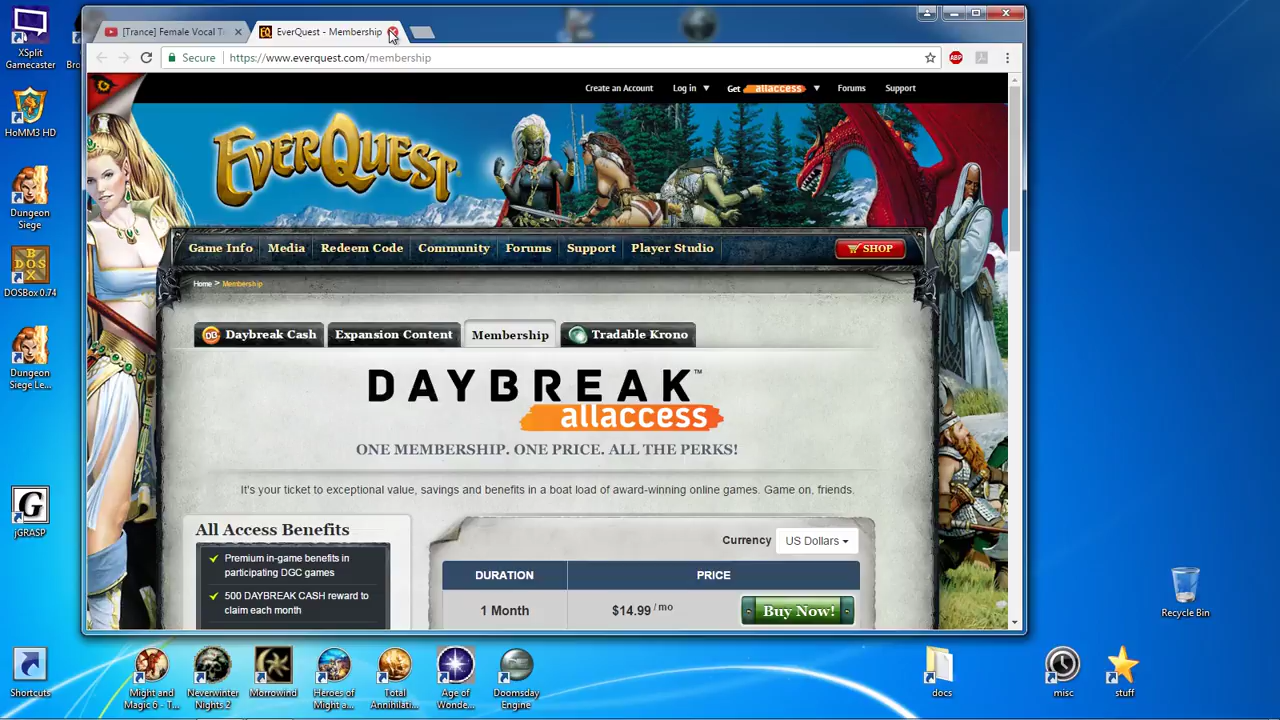 [Trance] Female Vocal T
EverQuest - Membership
Secure
https://www.everquest.com/membership
ABP
Create an Account
Log in
Get allaccess
Forums
Support
EverQuest
Game Info
Media
Redeem Code
Community
Forums
Support
Player Studio
SHOP
Home > Membership
Daybreak Cash
Expansion Content
Membership
Tradable Krono
DAYBREAK™
allaccess
ONE MEMBERSHIP. ONE PRICE. ALL THE PERKS!
It's your ticket to exceptional value, savings and benefits in a boat load of award-winning online games. Game on, friends.
All Access Benefits
Premium in-game benefits in
participating DGC games
500 DAYBREAK CASH reward to
claim each month
Currency
US Dollars
DURATION
PRICE
1 Month
$14.99 / mo
Buy Now!
XSplit
Gamecaster
Bro
HoMM3 HD
Dungeon
Siege
DOSBox 0.74
Dungeon
Siege Le...
jGRASP
Shortcuts
Might and
Magic 6 - T...
Neverwinter
Nights 2
Morrowind
Heroes of
Might a...
Total
Annihilati...
Age of
Wonde...
Doomsday
Engine
docs
misc
stuff
Recycle Bin